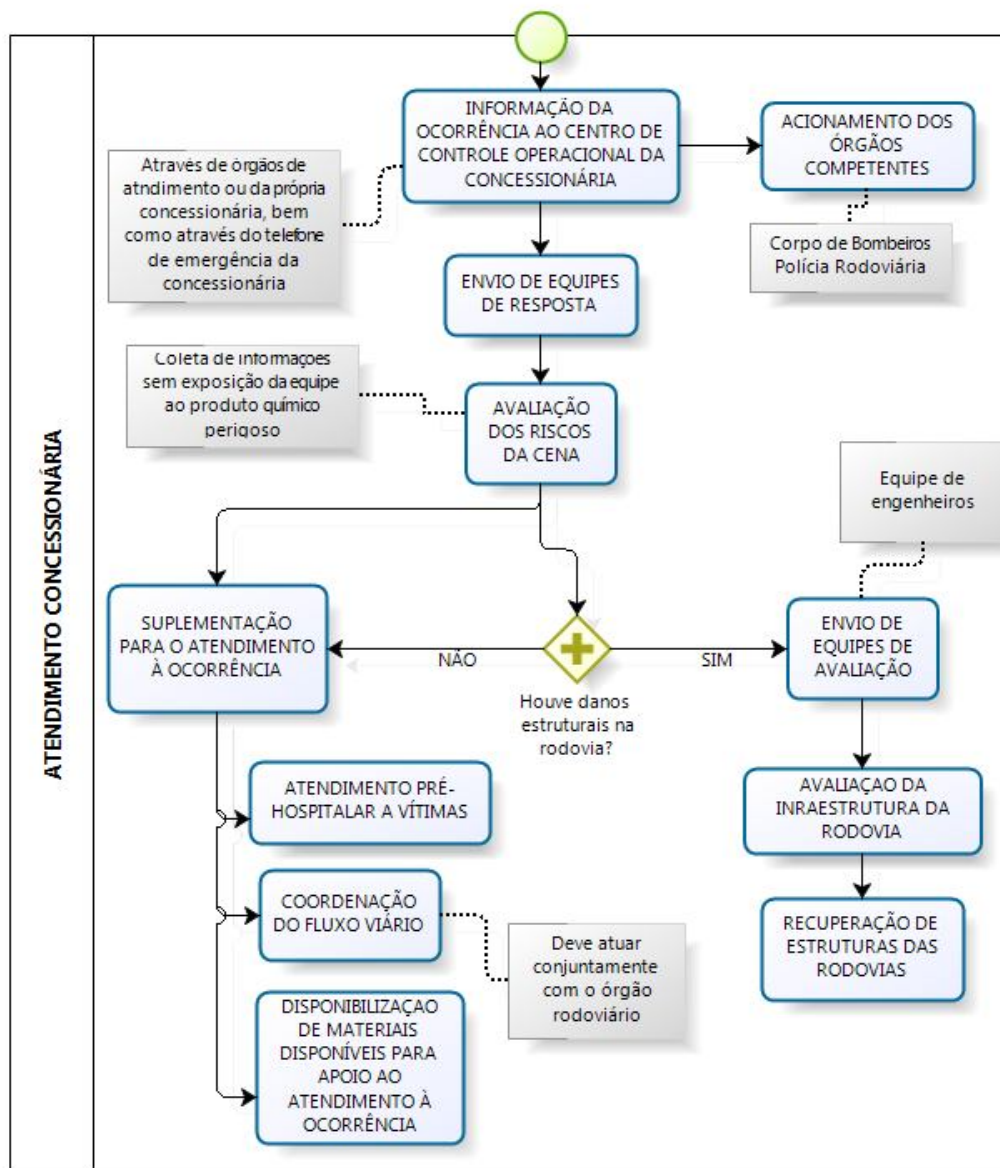 ATENDIMENTO CONCESSIONÁRIA
INFORMAÇÃO DA
OCORRÊNCIA AO CENTRO DE
CONTROLE OPERACIONAL DA
CONCESSIONÁRIA
ACIONAMENTO DOS
ÓRGÃOS
COMPETENTES
Através de órgãos de
atndimento ou da própria
concessionária, bem
como através do telefone
de emergência da
concessionária
Corpo de Bombeiros
Polícia Rodoviária
ENVIO DE EQUIPES
DE RESPOSTA
Coleta de informações
sem exposição da equipe
ao produto químico
perigoso
AVALIAÇÃO
DOS RISCOS
DA CENA
Equipe de
engenheiros
SUPLEMENTAÇÃO
PARA O ATENDIMENTO
À OCORRÊNCIA
NÃO
SIM
Houve danos
estruturais na
rodovia?
ENVIO DE
EQUIPES DE
AVALIAÇÃO
ATENDIMENTO PRÉ-
HOSPITALAR A VÍTIMAS
AVALIAÇAO DA
INRAESTRUTURA DA
RODOVIA
COORDENAÇÃO
DO FLUXO VIÁRIO
Deve atuar
conjuntamente
com o órgão
rodoviário
RECUPERAÇÃO DE
ESTRUTURAS DAS
RODOVIAS
DISPONIBILIZAÇAO
DE MATERIAIS
DISPONÍVEIS PARA
APOIO AO
ATENDIMENTO À
OCORRÊNCIA